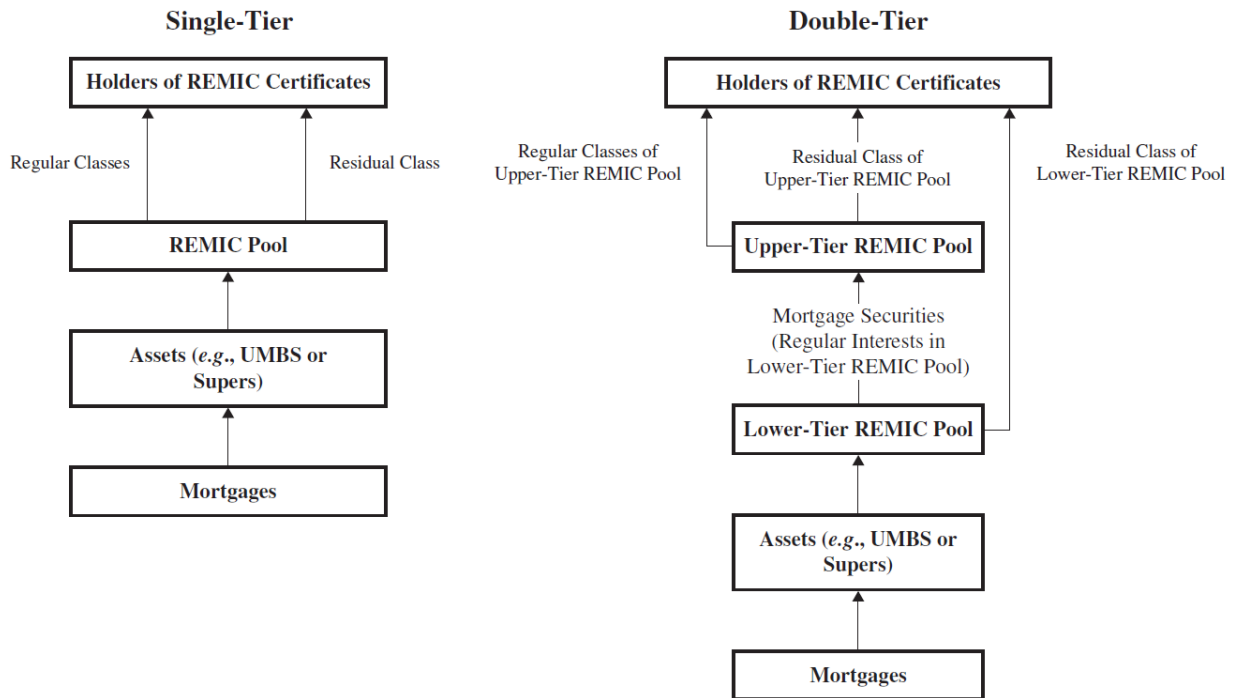 Single-Tier
Holders of REMIC Certificates
Regular Classes
Residual Class
REMIC Pool
Assets (e.g., UMBS or
Supers)
Mortgages
Double-Tier
Holders of REMIC Certificates
Regular Classes of
Upper-Tier REMIC Pool
Residual Class of
Upper-Tier REMIC Pool
Residual Class of
Lower-Tier REMIC Pool
Upper-Tier REMIC Pool
Mortgage Securities
(Regular Interests in
Lower-Tier REMIC Pool)
Lower-Tier REMIC Pool
Assets (e.g., UMBS or
Supers)
Mortgages